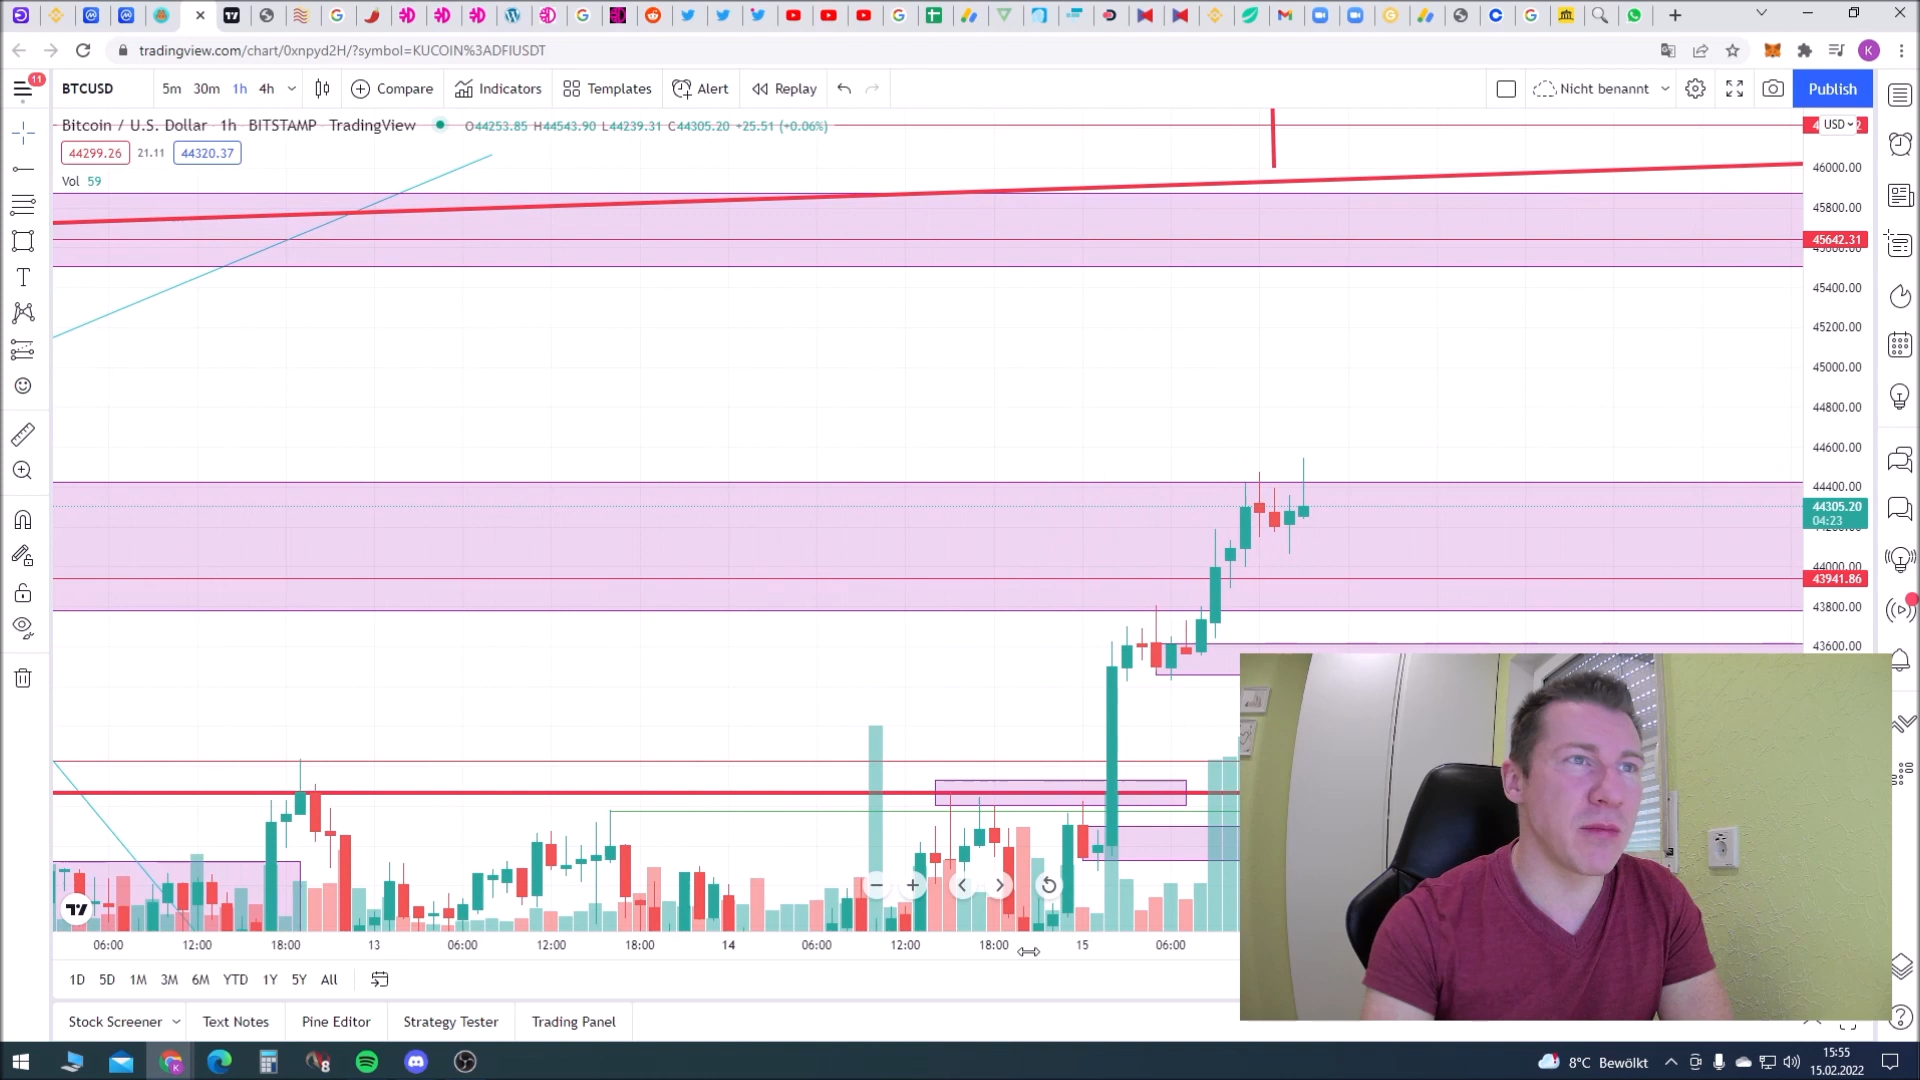 tradingview.com/chart/0xnpyd2H/?symbol=KUCOIN%3ADFIUSDT
K
11
BTCUSD 5m 30m 1h 4h Compare Indicators Templates Alert Replay Nicht benannt Publish
Bitcoin / U.S. Dollar 1h BITSTAMP TradingView O44253.85 H44543.90 L44239.31 C44305.20 +25.51 (+0.06%)
USD
44299.26 21.11 44320.37
46000.00
Vol 59
45800.00
45642.31
45400.00
45200.00
45000.00
44800.00
44600.00
44400.00
44305.20
04:23
44000.00
43941.86
43800.00
43600.00
06:00 12:00 18:00 13 06:00 12:00 18:00 14 06:00 12:00 18:00 15 06:00
1D 5D 1M 3M 6M YTD 1Y 5Y All
Stock Screener Text Notes Pine Editor Strategy Tester Trading Panel
8°C Bewölkt
15:55
15.02.2022